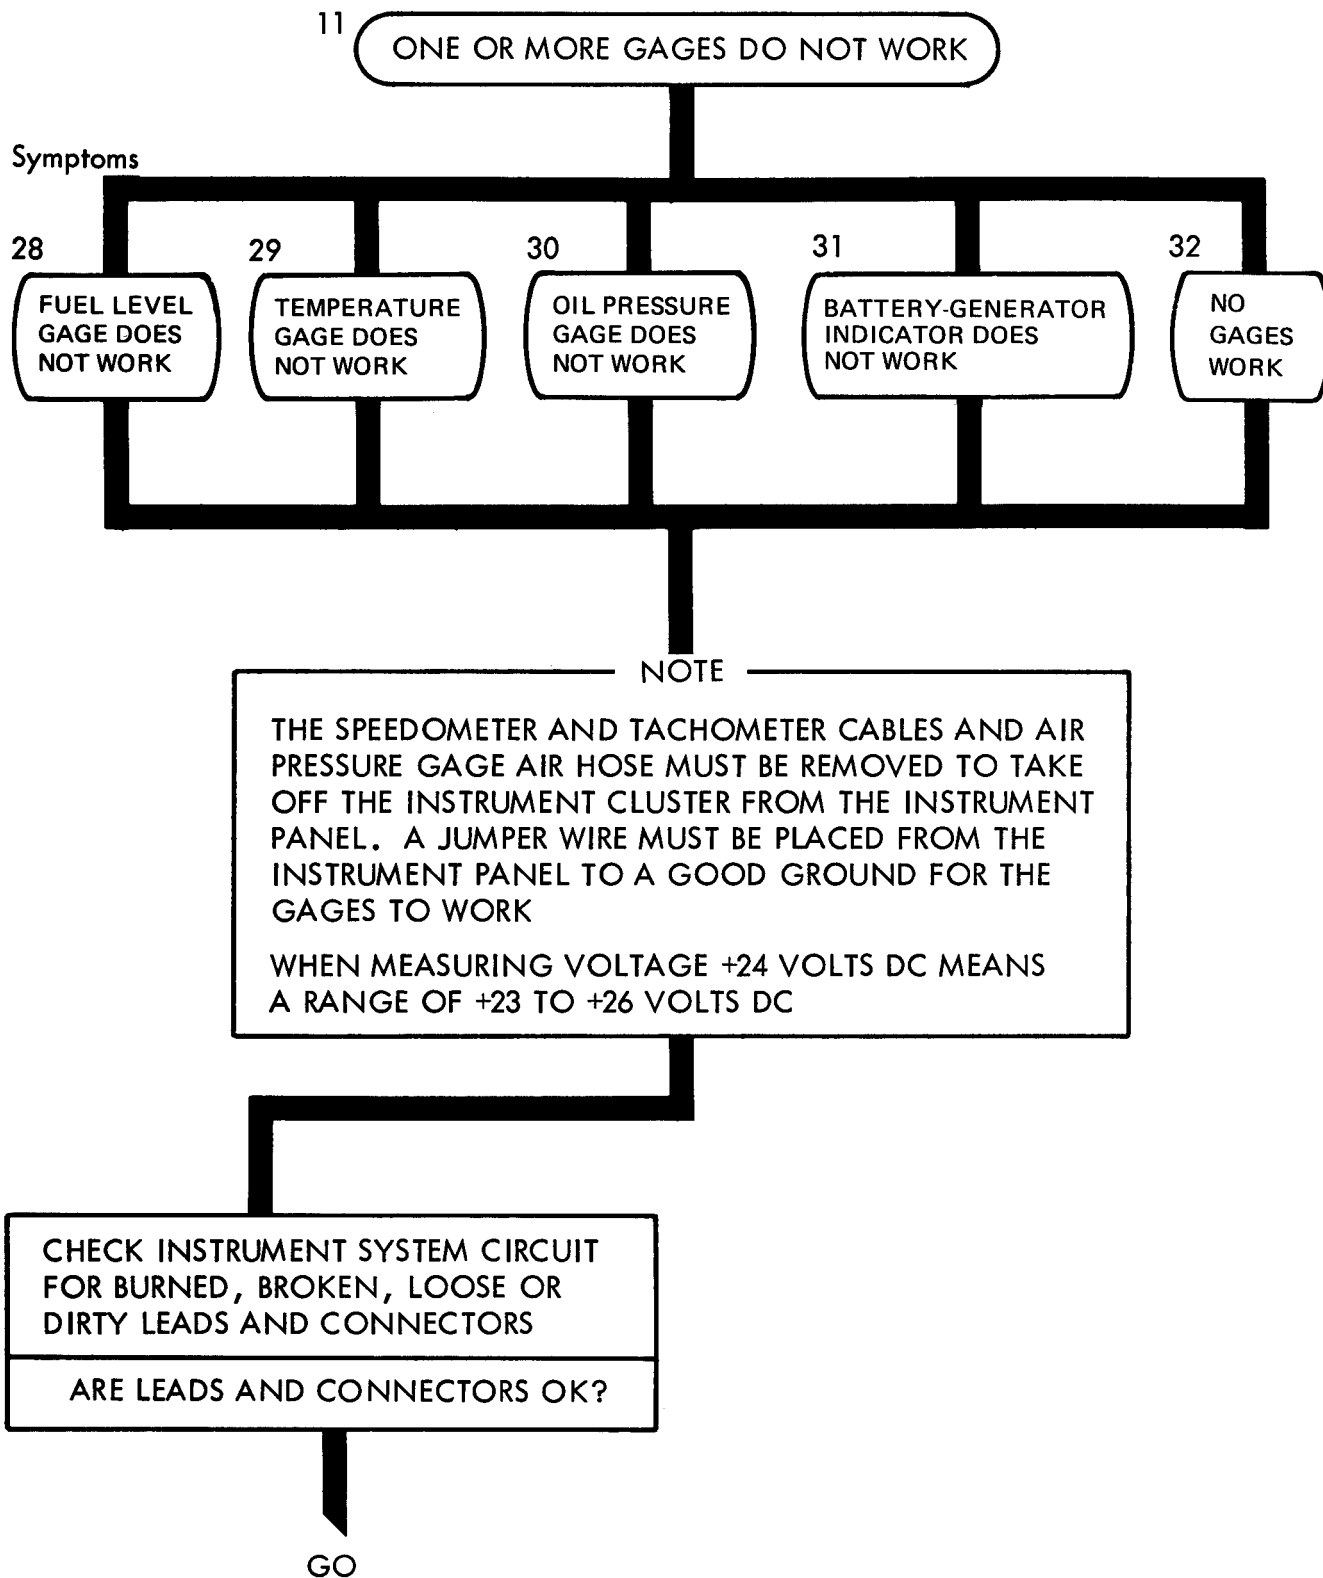 11
ONE OR MORE GAGES DO NOT WORK
Symptoms
28
FUEL LEVEL
GAGE DOES
NOT WORK
29
TEMPERATURE
GAGE DOES
NOT WORK
30
OIL PRESSURE
GAGE DOES
NOT WORK
31
BATTERY-GENERATOR
INDICATOR DOES
NOT WORK
32
NO
GAGES
WORK
NOTE
THE SPEEDOMETER AND TACHOMETER CABLES AND AIR
PRESSURE GAGE AIR HOSE MUST BE REMOVED TO TAKE
OFF THE INSTRUMENT CLUSTER FROM THE INSTRUMENT
PANEL. A JUMPER WIRE MUST BE PLACED FROM THE
INSTRUMENT PANEL TO A GOOD GROUND FOR THE
GAGES TO WORK
WHEN MEASURING VOLTAGE +24 VOLTS DC MEANS
A RANGE OF +23 TO +26 VOLTS DC
CHECK INSTRUMENT SYSTEM CIRCUIT
FOR BURNED, BROKEN, LOOSE OR
DIRTY LEADS AND CONNECTORS
ARE LEADS AND CONNECTORS OK?
GO